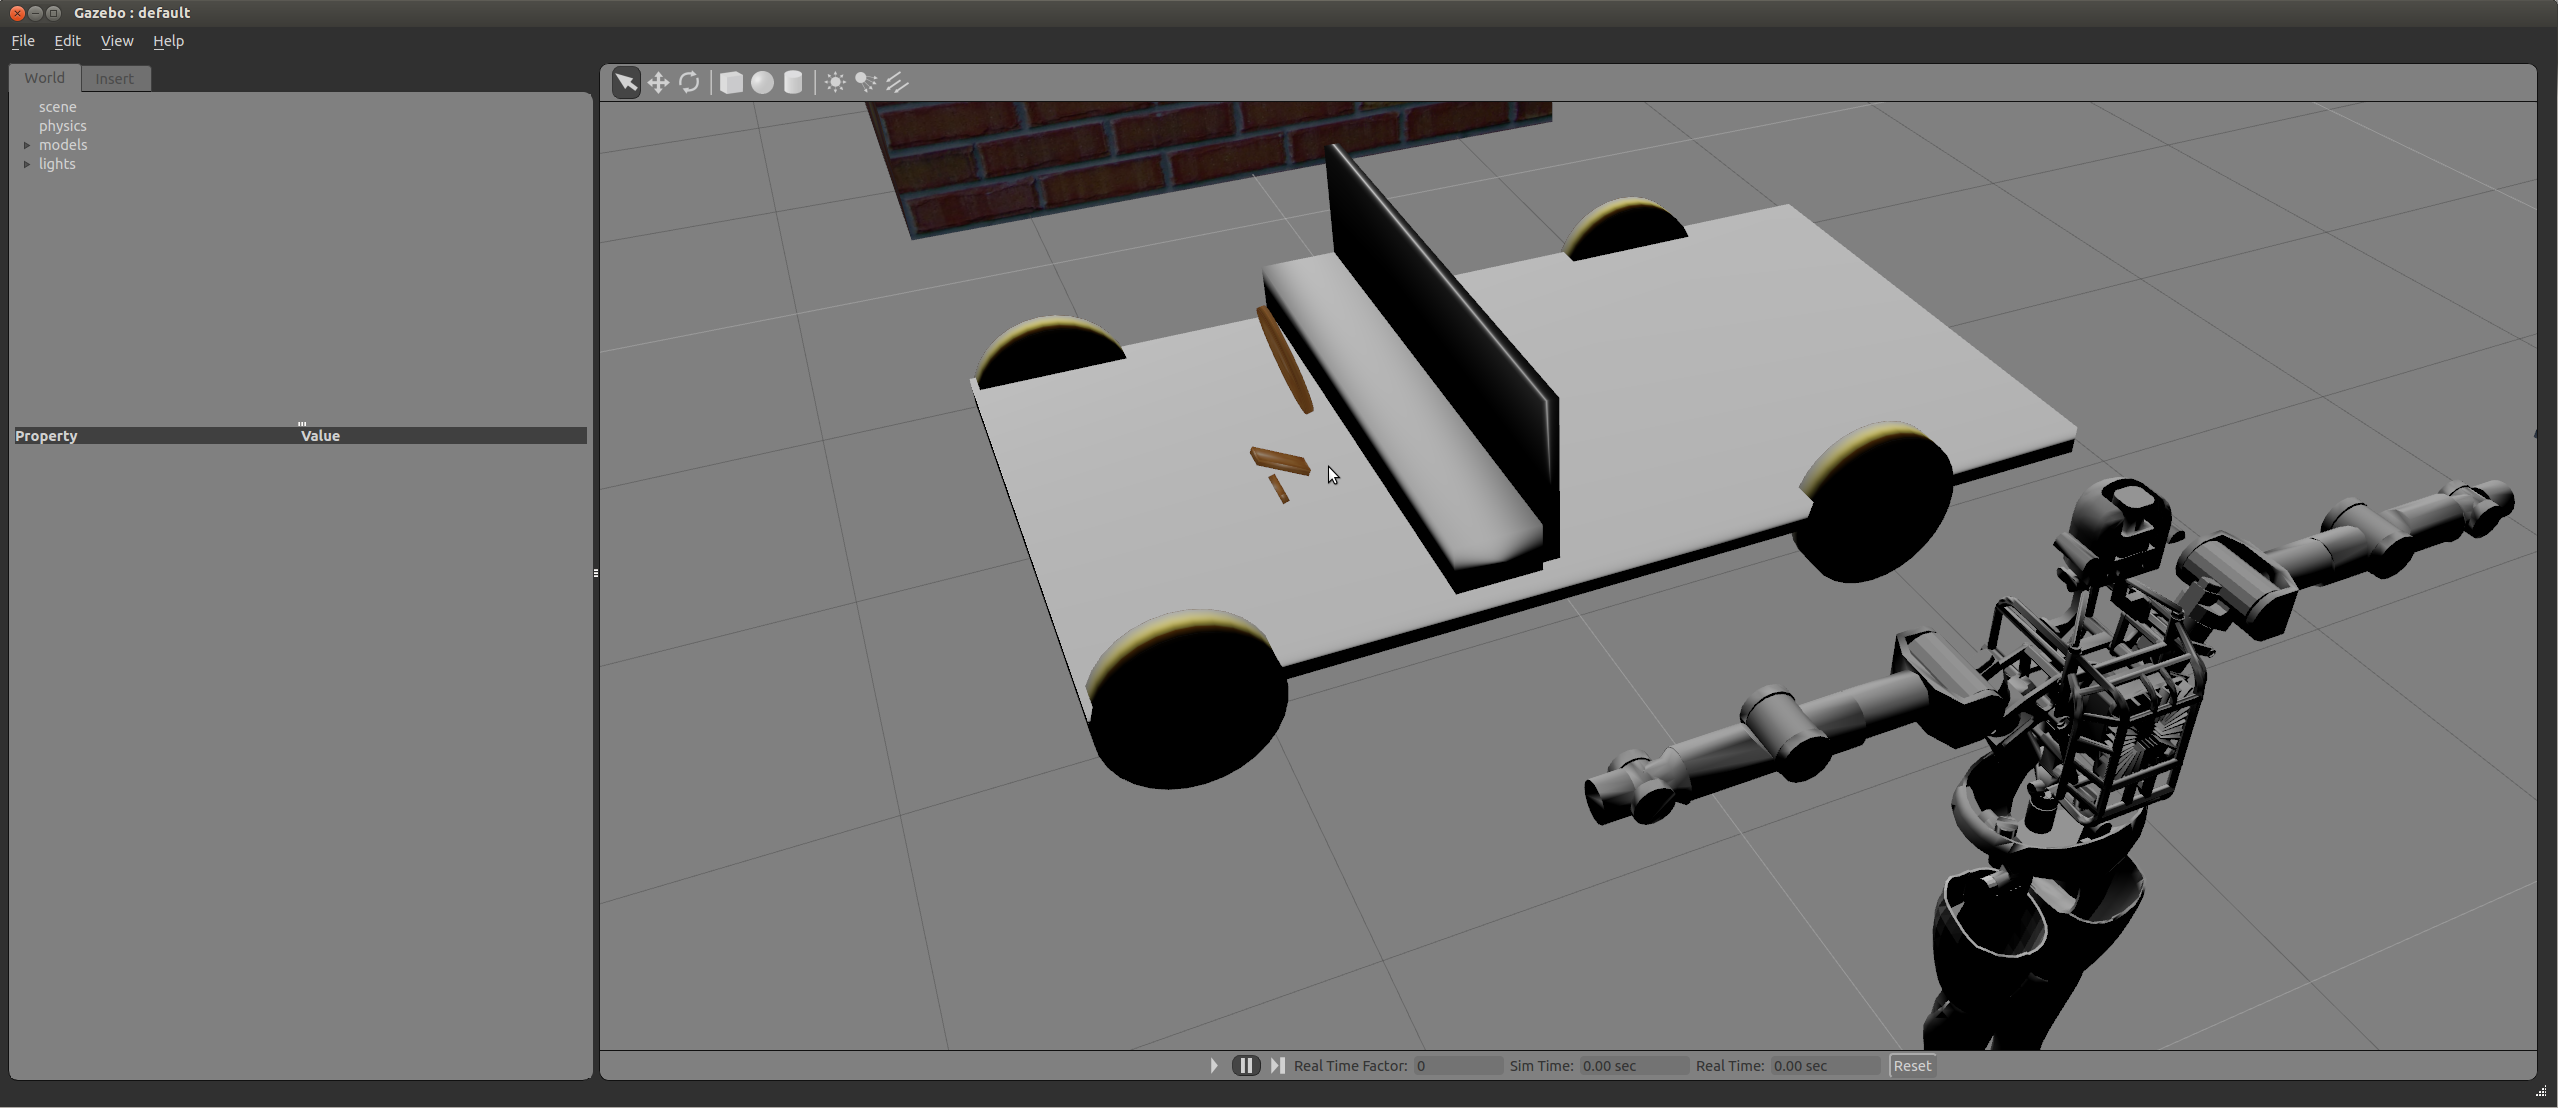 Gazebo : default
File Edit View Help
World Insert
scene
physics
models
lights
Property Value
Real Time Factor: 0 Sim Time: 0.00 sec Real Time: 0.00 sec Reset